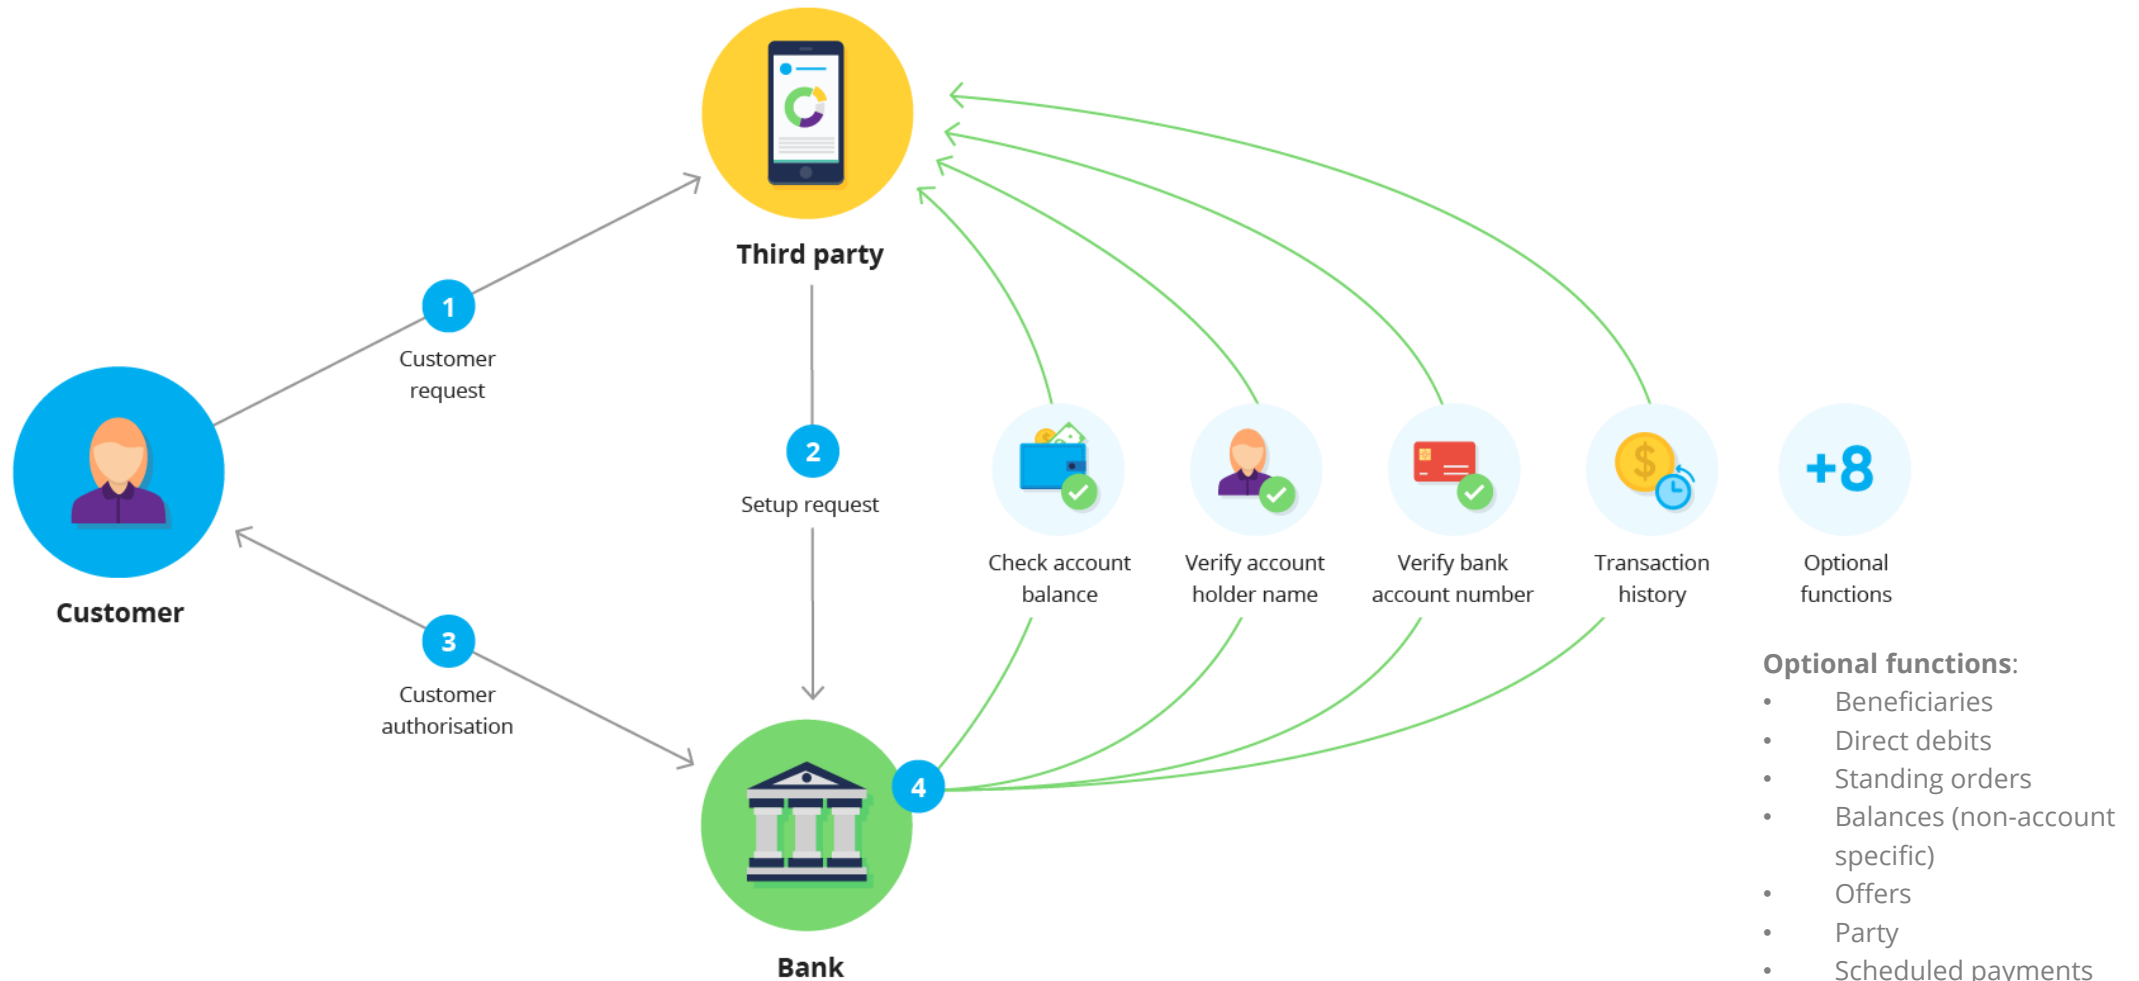 Third party
1
Customer
request
2
Setup request
Customer
3
Customer
authorisation
4
Bank
$
Check account
balance
Verify account
holder name
Verify bank
account number
$
Transaction
history
+8
Optional
functions
Optional functions:
• Beneficiaries
• Direct debits
• Standing orders
• Balances (non-account
specific)
• Offers
• Party
• Scheduled payments